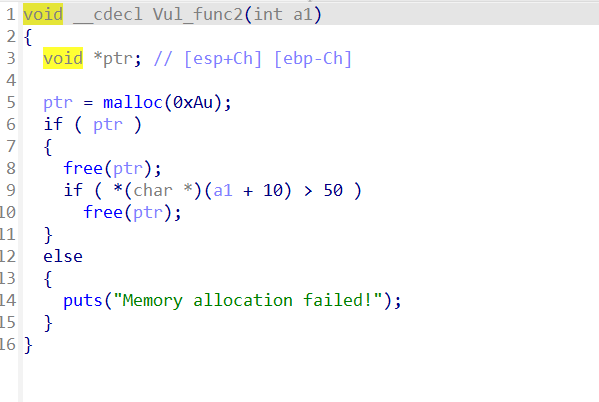 1 void __cdecl Vul_func2(int a1)
2 {
3   void *ptr; // [esp+Ch] [ebp-Ch]
4
5   ptr = malloc(0xAu);
6   if ( ptr )
7   {
8     free(ptr);
9     if ( *(char *)(a1 + 10) > 50 )
10       free(ptr);
11   }
12   else
13   {
14     puts("Memory allocation failed!");
15   }
16 }